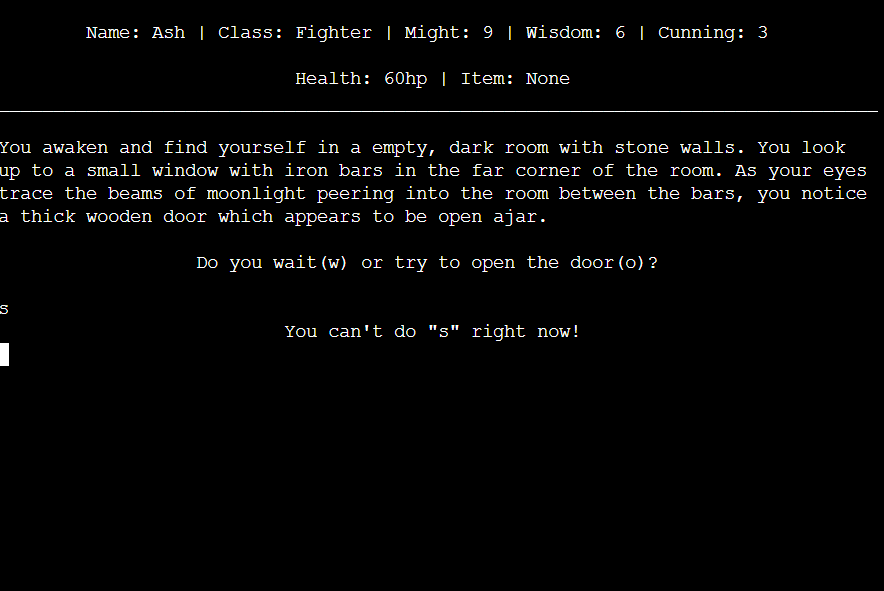 Name: Ash | Class: Fighter | Might: 9 | Wisdom: 6 | Cunning: 3
Health: 60hp | Item: None
You awaken and find yourself in a empty, dark room with stone walls. You look
up to a small window with iron bars in the far corner of the room. As your eyes
trace the beams of moonlight peering into the room between the bars, you notice
a thick wooden door which appears to be open ajar.
Do you wait(w) or try to open the door(o)?
s
You can't do "s" right now!